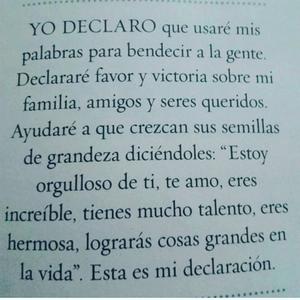 YO DECLARO que usaré mis
palabras para bendecir a la gente.
Declararé favor y victoria sobre mi
familia, amigos y seres queridos.
Ayudaré a que crezcan sus semillas
de grandeza diciéndoles: “Estoy
orgulloso de ti, te amo, eres
increíble, tienes mucho talento, eres
hermosa, lograrás cosas grandes en
la vida”. Esta es mi declaración.